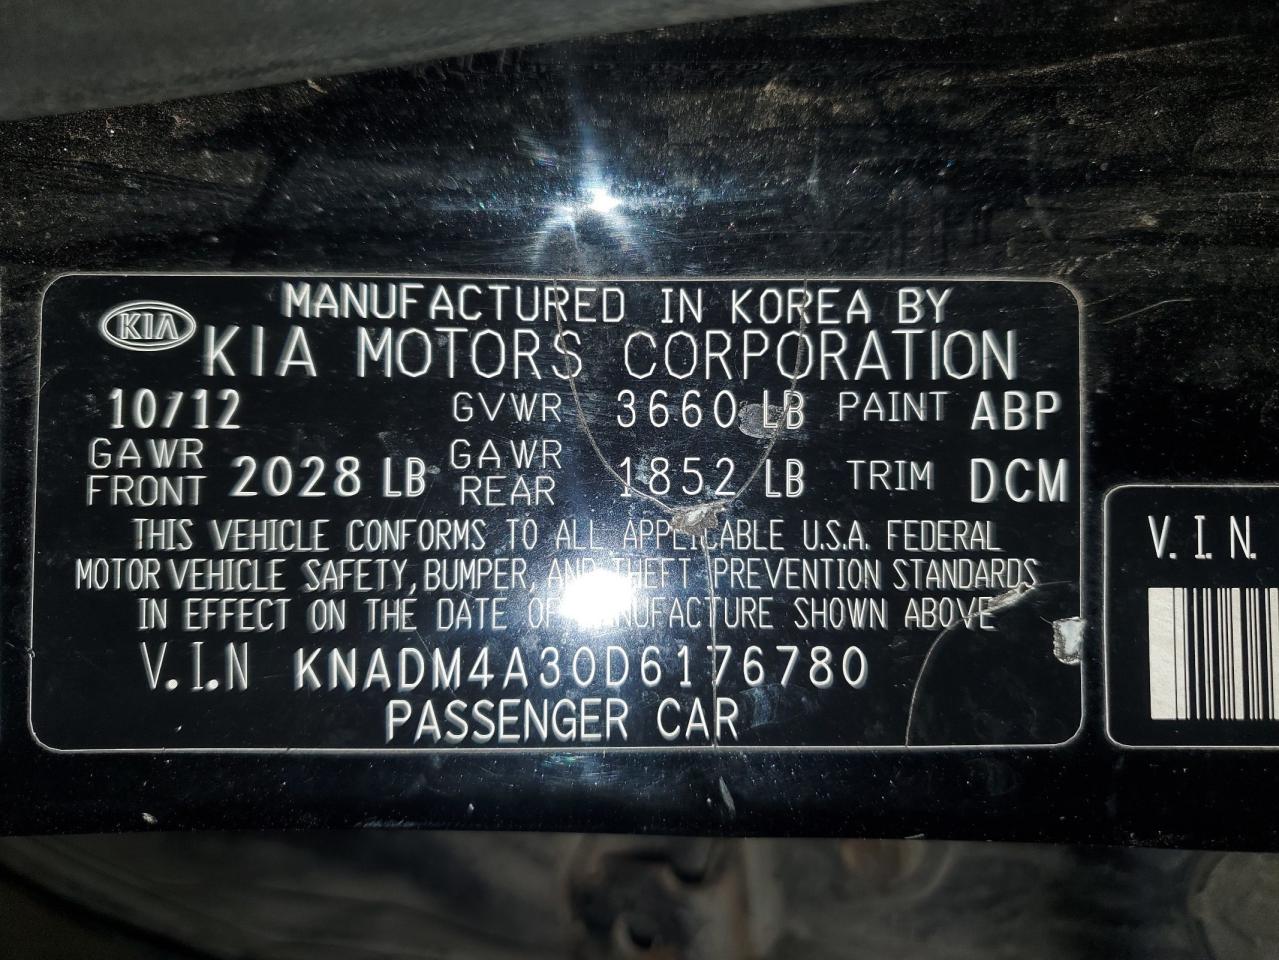 MANUFACTURED IN KOREA BY
KIA KIA MOTORS CORPORATION
10/12 GVWR 3660 LB PAINT ABP
GAWR FRONT 2028 LB GAWR REAR 1852 LB TRIM DCM
THIS VEHICLE CONFORMS TO ALL APPLICABLE U.S.A. FEDERAL
MOTOR VEHICLE SAFETY, BUMPER, AND THEFT PREVENTION STANDARDS
IN EFFECT ON THE DATE OF MANUFACTURE SHOWN ABOVE
V.I.N KNADM4A30D6176780
PASSENGER CAR
V.I.N.